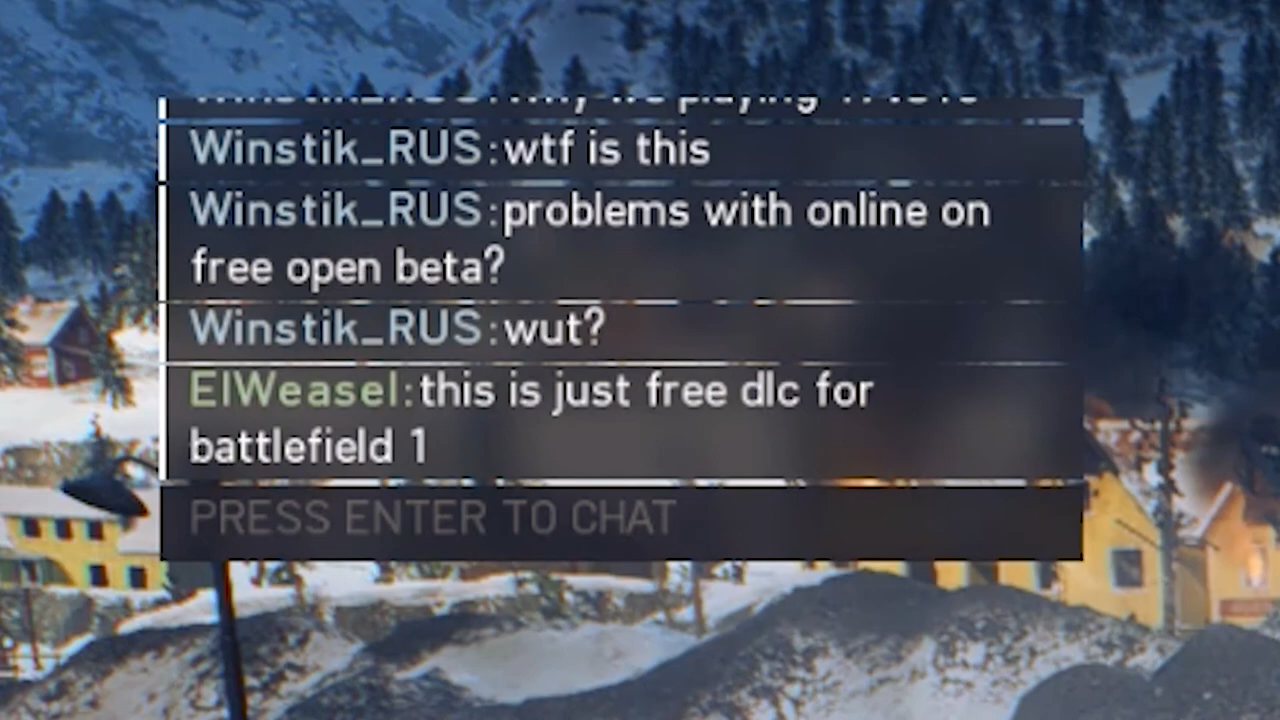 playing
Winstik_RUS:wtf is this
Winstik_RUS:problems with online on
free open beta?
Winstik_RUS:wut?
ElWeasel:this is just free dlc for
battlefield 1
PRESS ENTER TO CHAT